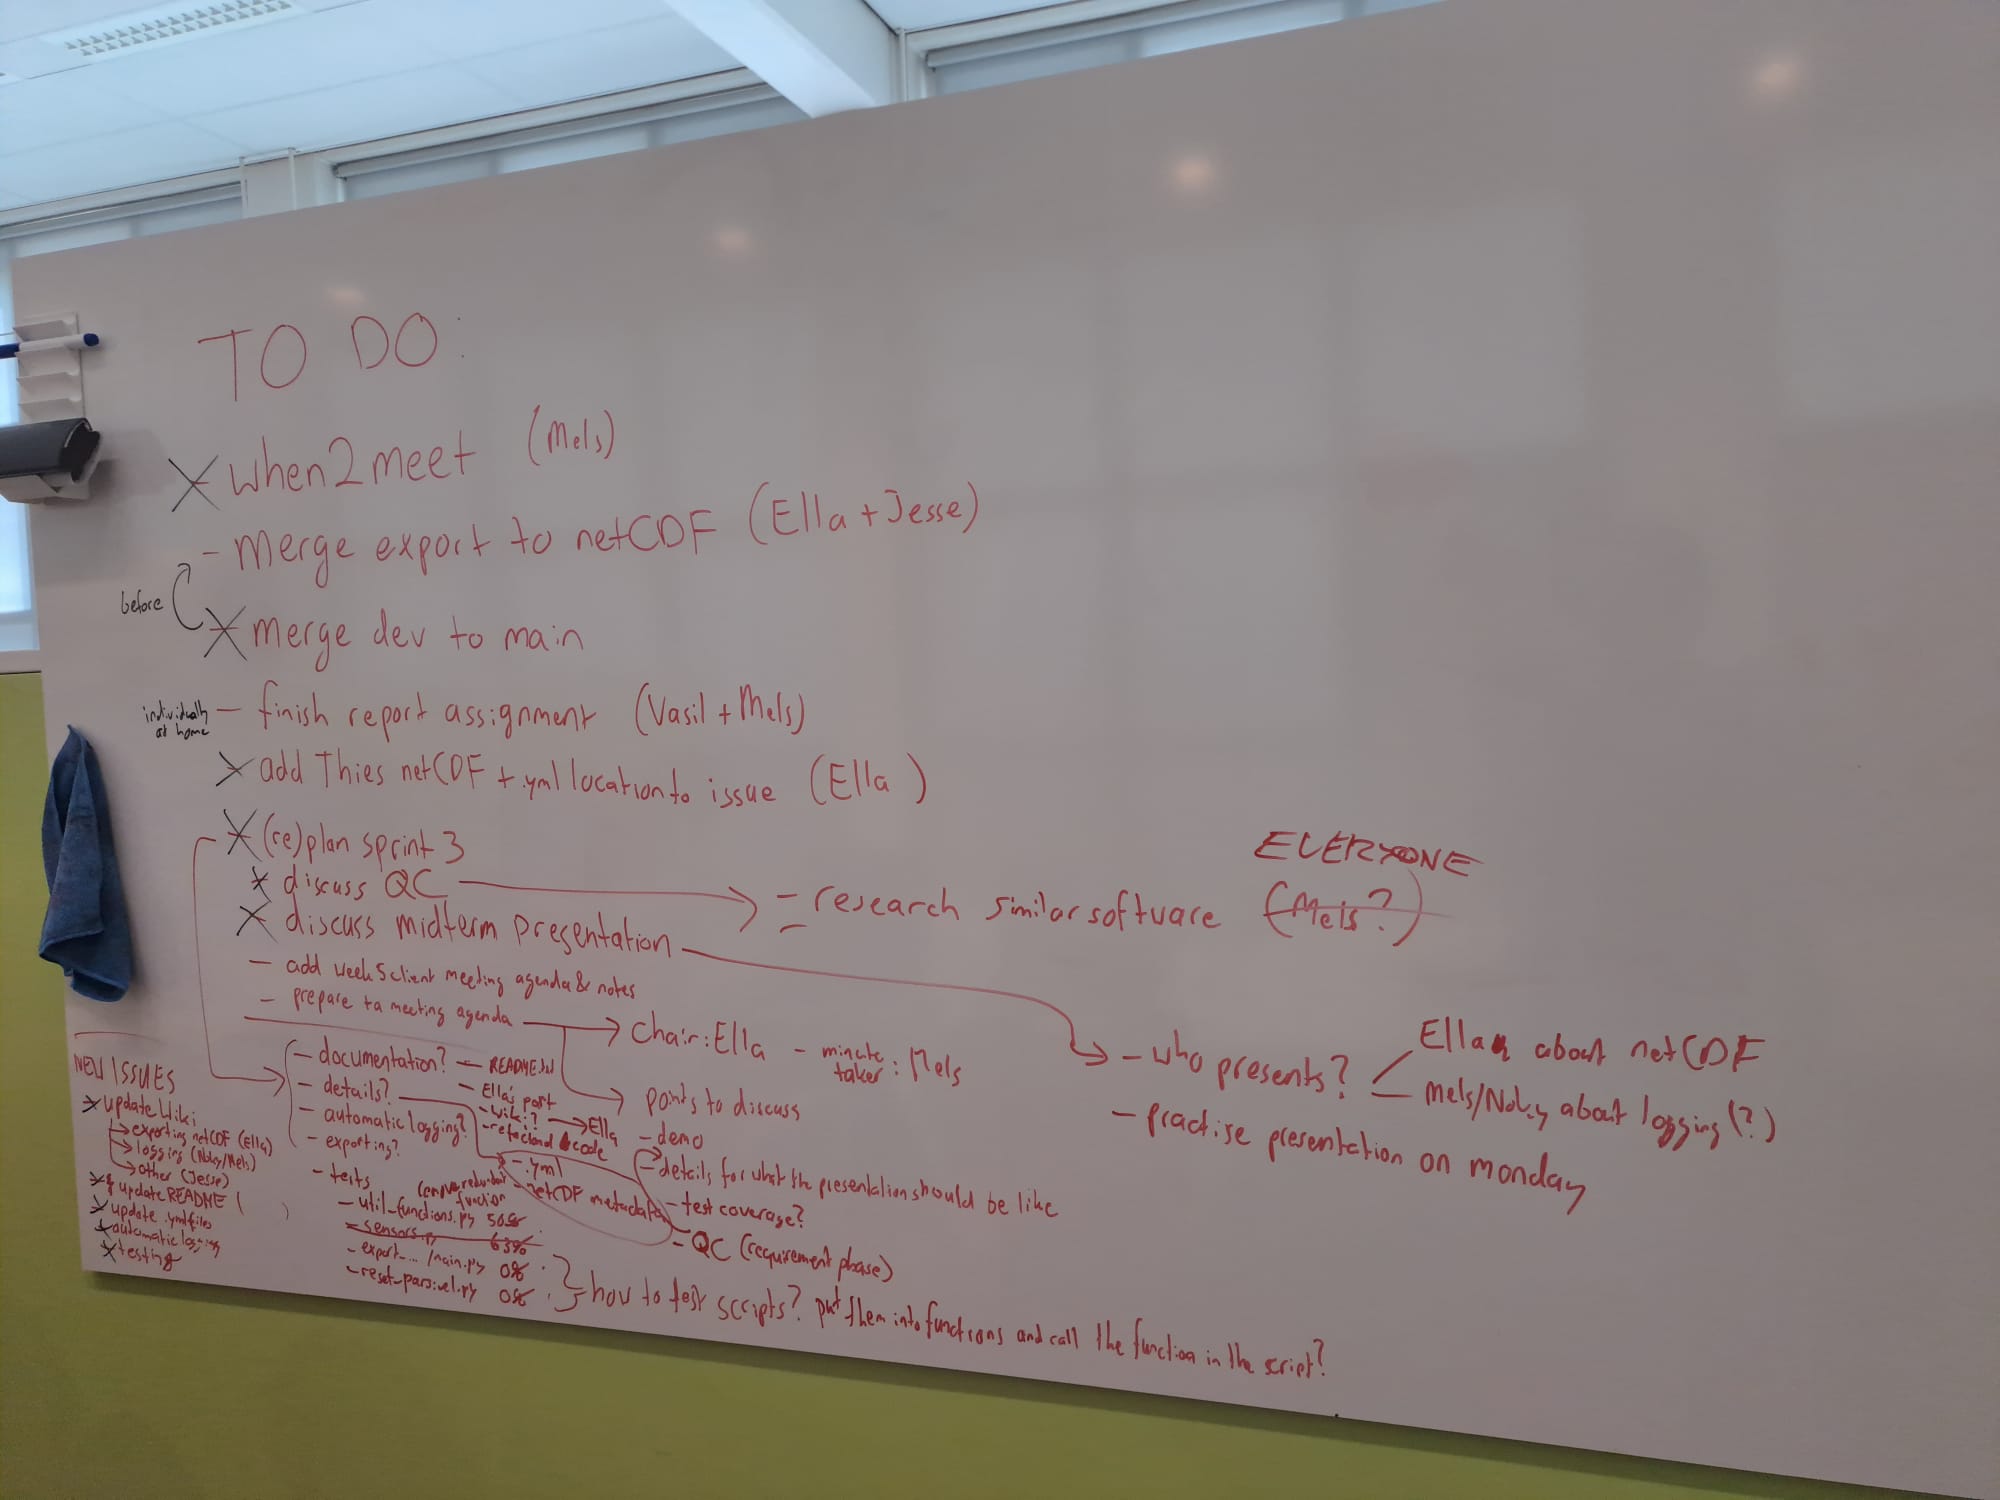 TO DO:
X when2meet (Mels)
- Merge export to netCDF (Ella + Jesse)
before
X merge dev to main
individually at home
- finish report assignment (Vasil + Mels)
X add Thies netCDF + .yml location to issue (Ella )
X (re)plan sprint 3
X discuss QC
X discuss midterm presentation
- add week 5 client meeting agenda & notes
- prepare ta meeting agenda
EVERYONE
- research similar software (Mels?)
-
- who presents?
Ella about netCDF
Mels/Nokey about logging (?)
- practise presentation on monday
Chair: Ella - minute taker: Mels
points to discuss
- demo
- details for what the presentation should be like
- test coverage?
- QC (requirement phase)
- documentation? - README.txt
- details? - Ella's part
- wiki? → Ella
- automatic logging? - code
- exporting?
- .yml
- netCDF metadata
- tests
remove redundant function
- util_functions.py 50%
- sensors.py 63%
- export_... /main.py 0%
- reset_parsivel.py 0%
how to test scripts? put them into functions and call the function in the script?
NEW ISSUES
X update Wiki
exporting netCDF (Ella)
logging (Nokey/Mels)
other (Jesse)
X update README ( )
X update .yml files
X automatic logging
X testing